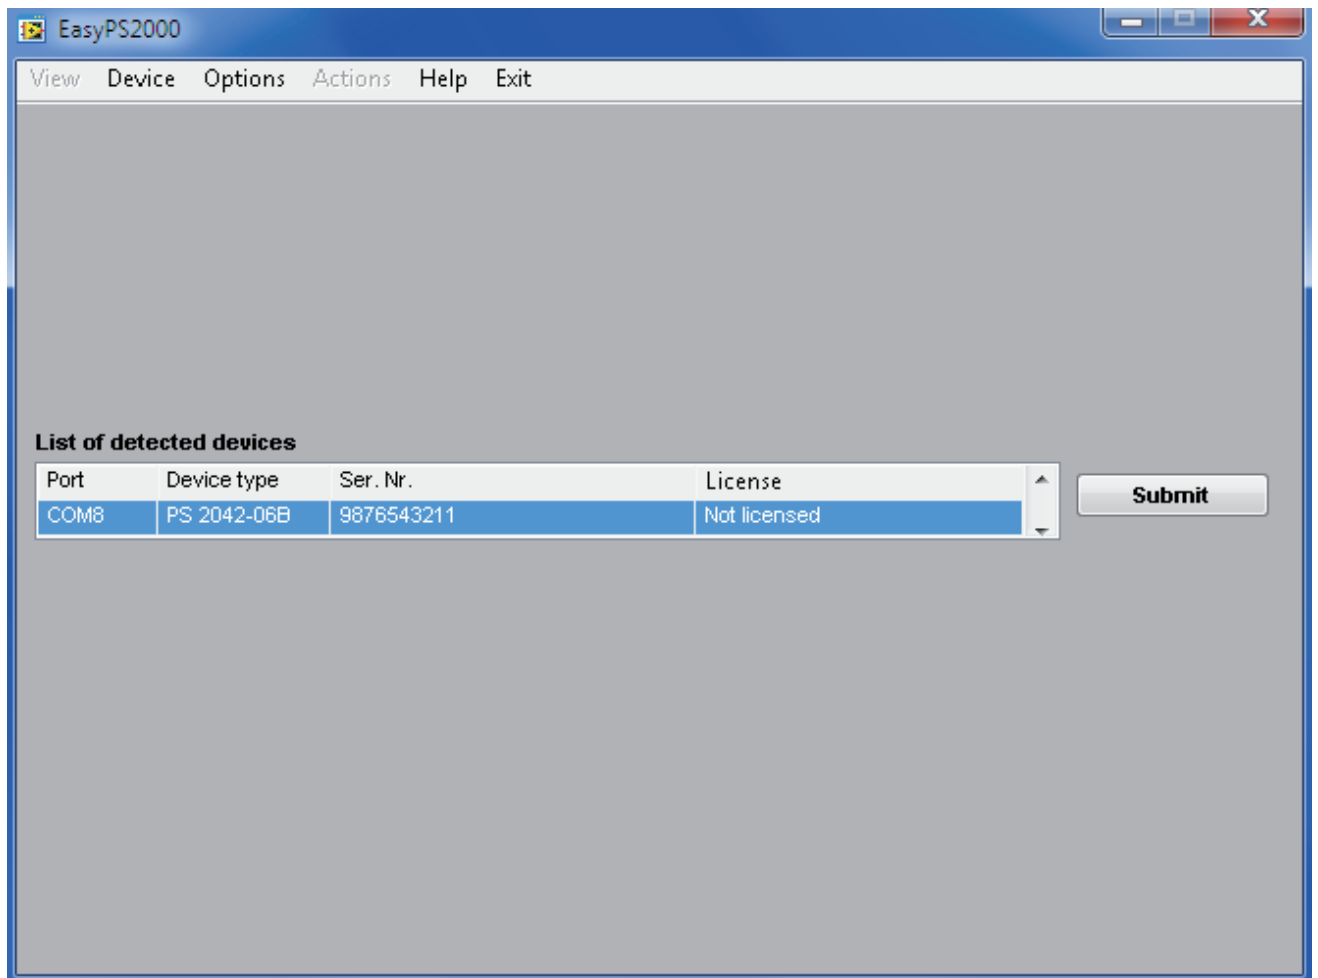 EasyPS2000
View Device Options Actions Help Exit
List of detected devices
Port Device type Ser. Nr. License
COM8 PS 2042-06B 9876543211 Not licensed
Submit